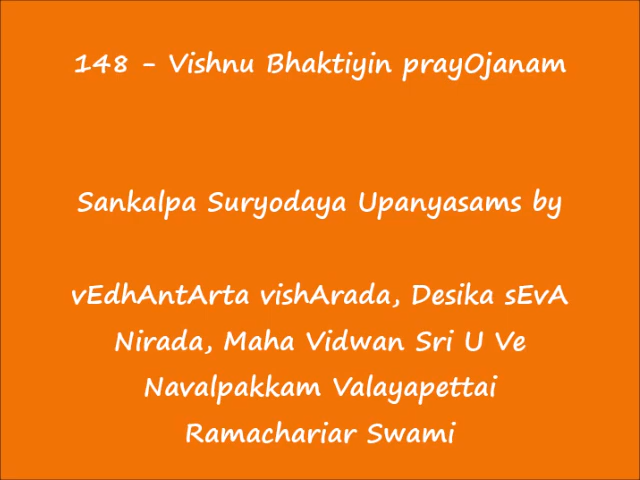 148 - Vishnu Bhaktiyin prayOjanam
Sankalpa Suryodaya Upanyasams by
vEdhAntArta vishArada, Desika sEvA
Nirada, Maha Vidwan Sri U Ve
Navalpakkam Valayapettai
Ramachariar Swami